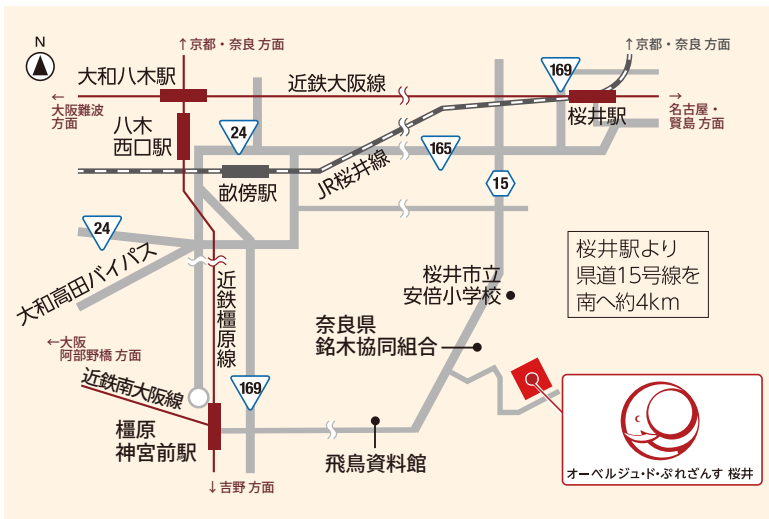 N
↑京都・奈良 方面
大和八木駅
近鉄大阪線
169
↑京都・奈良 方面
←
大阪難波
方面
八木
西口駅
24
165
桜井駅
→
名古屋・
賢島 方面
畝傍駅
JR桜井線
15
24
大和高田バイパス
近鉄橿原線
桜井市立
安倍小学校
桜井駅より
県道15号線を
南へ約4km
奈良県
銘木協同組合
←大阪
阿部野橋 方面
近鉄南大阪線
169
橿原
神宮前駅
飛鳥資料館
↓吉野 方面
オーベルジュ・ド・ぷれざんす 桜井